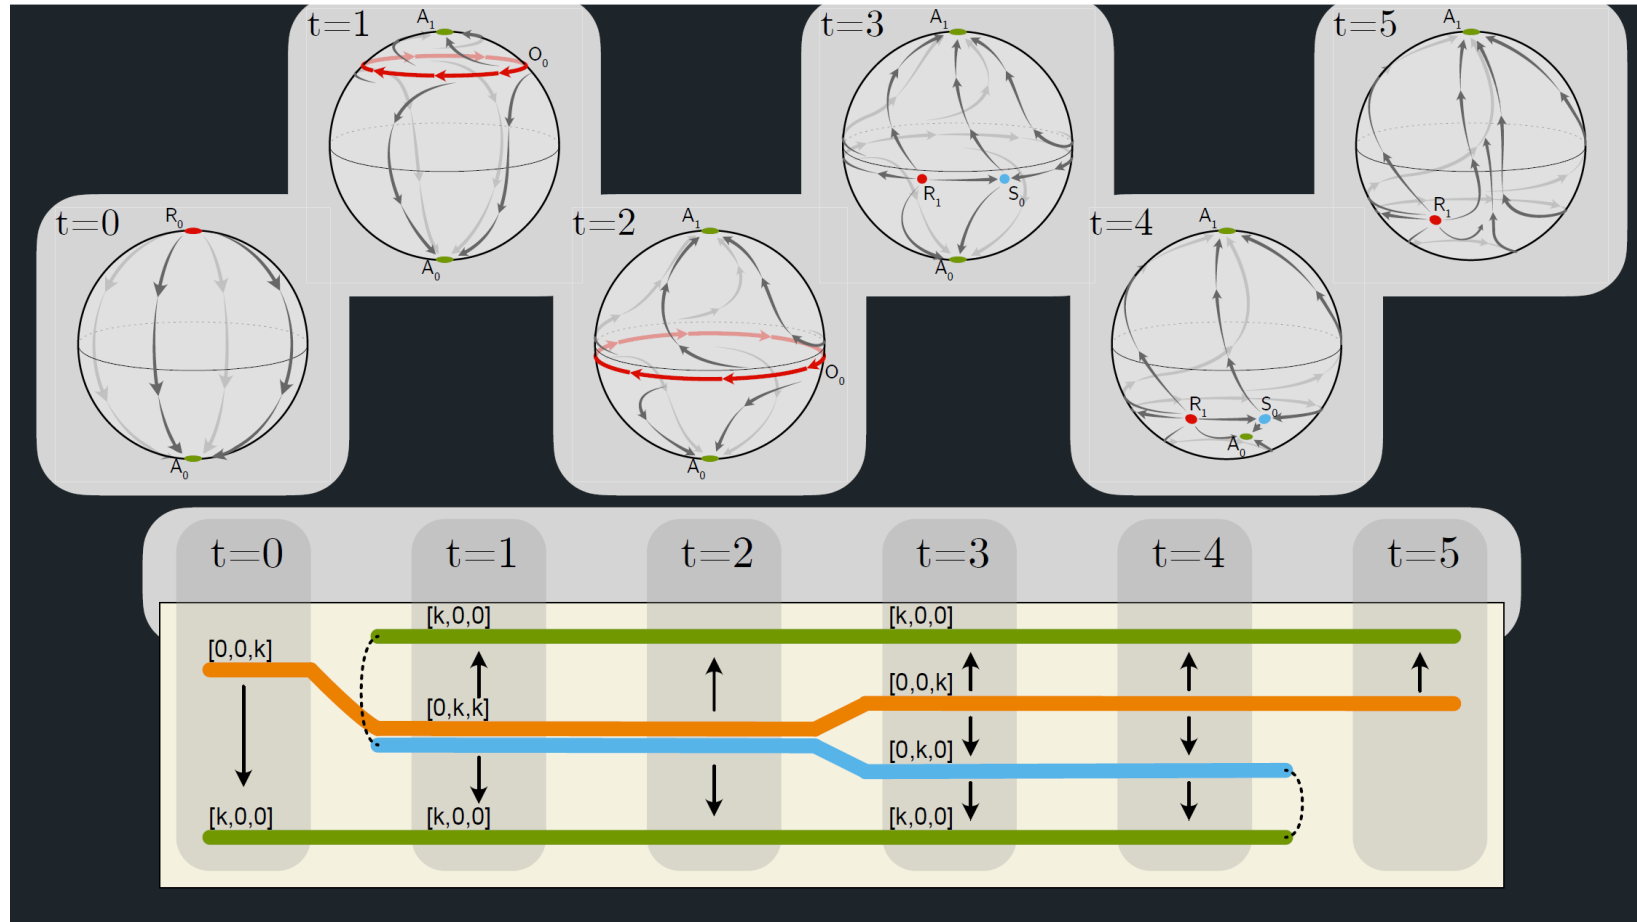 t=1
A₁
O₀
A₀
t=3
A₁
R₁
S₀
A₀
t=5
A₁
R₁
t=0
R₀
A₀
t=2
A₁
O₀
A₀
t=4
A₁
R₁
S₀
A₀
t=0 t=1 t=2 t=3 t=4 t=5
[k,0,0] [k,0,0]
[0,0,k]
[0,0,k]
[0,k,k]
[0,k,0]
[k,0,0] [k,0,0] [k,0,0]